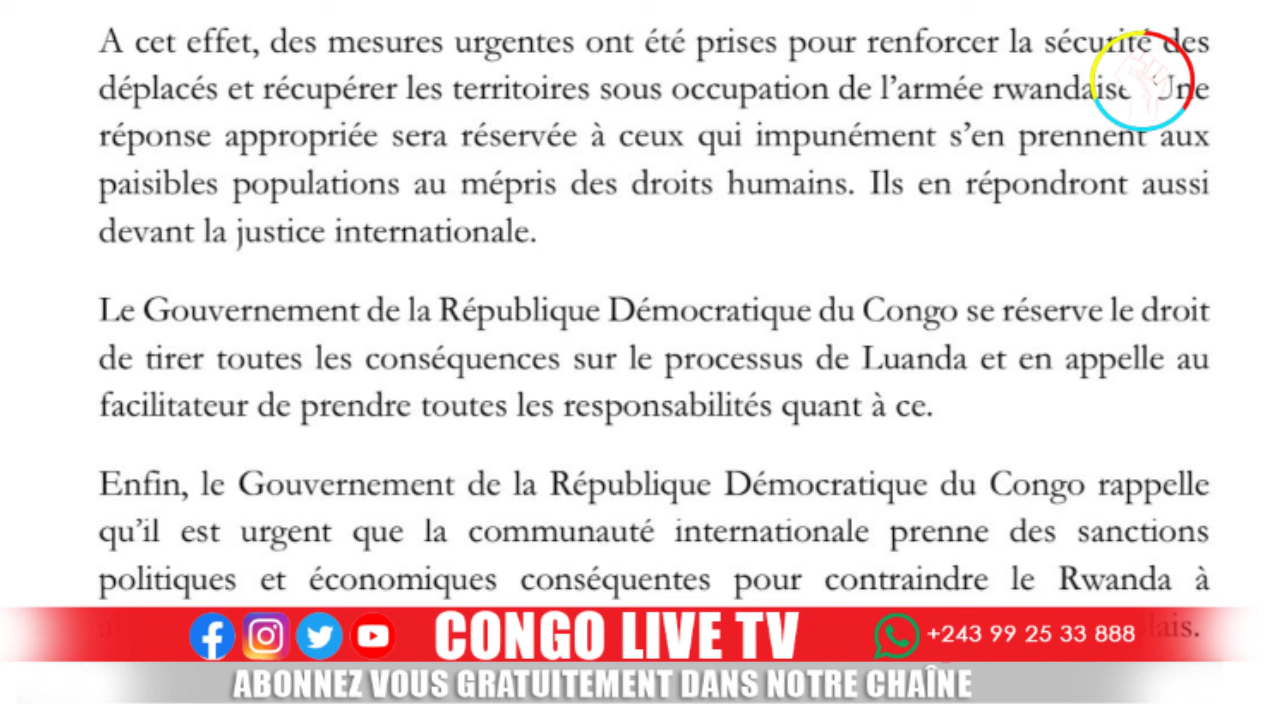 A cet effet, des mesures urgentes ont été prises pour renforcer la sécurité des
déplacés et récupérer les territoires sous occupation de l’armée rwandaise Une
réponse appropriée sera réservée à ceux qui impunément s’en prennent aux
paisibles populations au mépris des droits humains. Ils en répondront aussi
devant la justice internationale.
Le Gouvernement de la République Démocratique du Congo se réserve le droit
de tirer toutes les conséquences sur le processus de Luanda et en appelle au
facilitateur de prendre toutes les responsabilités quant à ce.
Enfin, le Gouvernement de la République Démocratique du Congo rappelle
qu’il est urgent que la communauté internationale prenne des sanctions
politiques et économiques conséquentes pour contraindre le Rwanda à
CONGO LIVE TV
+243 99 25 33 888
ABONNEZ VOUS GRATUITEMENT DANS NOTRE CHAÎNE